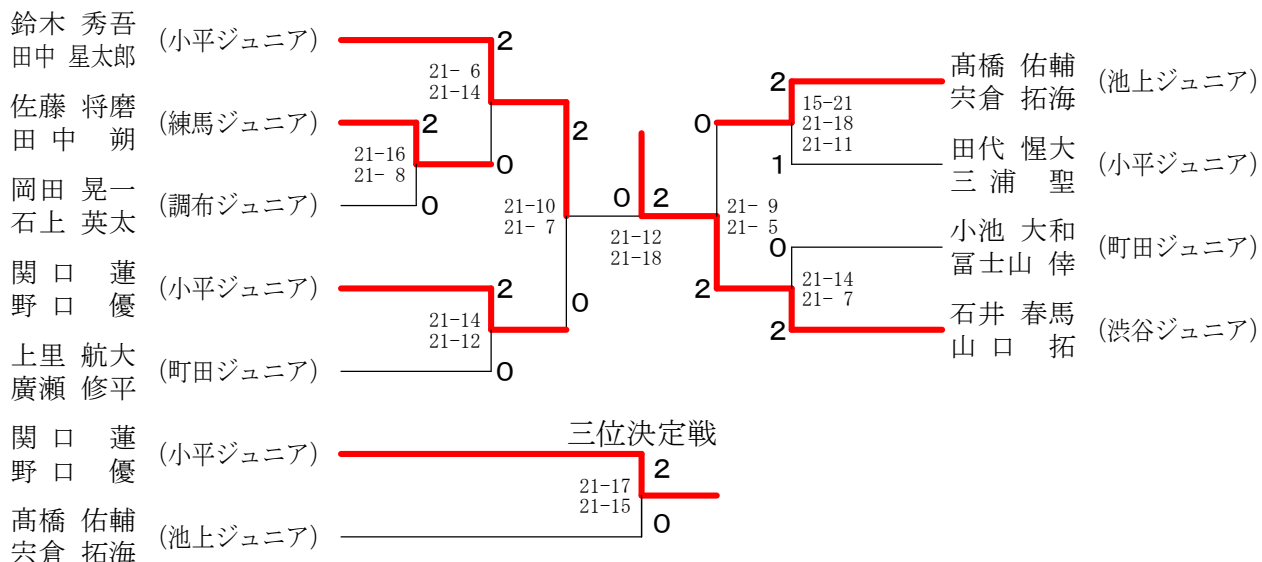 鈴木 秀吾
田中 星太郎
(小平ジュニア)
2
21- 6
21-14
佐藤 将磨
田中 朔
(練馬ジュニア)
2
0
21-16
21- 8
岡田 晃一
石上 英太
(調布ジュニア)
0
2
21-10
21- 7
関口 蓮
野口 優
(小平ジュニア)
2
0
21-14
21-12
上里 航大
廣瀬 修平
(町田ジュニア)
0
0
2
21-12
21-18
髙橋 佑輔
宍倉 拓海
(池上ジュニア)
2
0
15-21
21-18
21-11
田代 惺大
三浦 聖
(小平ジュニア)
1
21- 9
21- 5
小池 大和
冨士山 倖
(町田ジュニア)
0
2
21-14
21- 7
石井 春馬
山口 拓
(渋谷ジュニア)
2
三位決定戦
関口 蓮
野口 優
(小平ジュニア)
2
21-17
21-15
髙橋 佑輔
宍倉 拓海
(池上ジュニア)
0